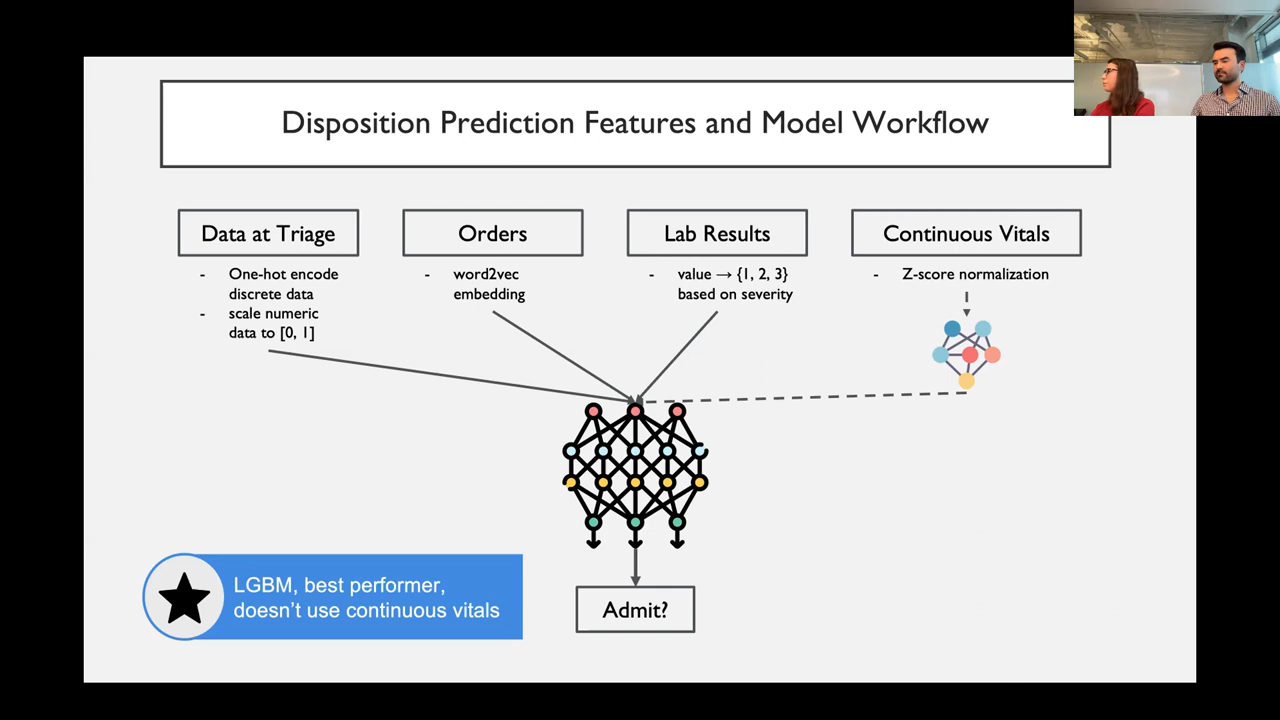 Disposition Prediction Features and Model Workflow
Data at Triage
- One-hot encode
discrete data
- scale numeric
data to [0, 1]
Orders
- word2vec
embedding
Lab Results
- value → {1, 2, 3}
based on severity
Continuous Vitals
- Z-score normalization
LGBM, best performer,
doesn't use continuous vitals
Admit?